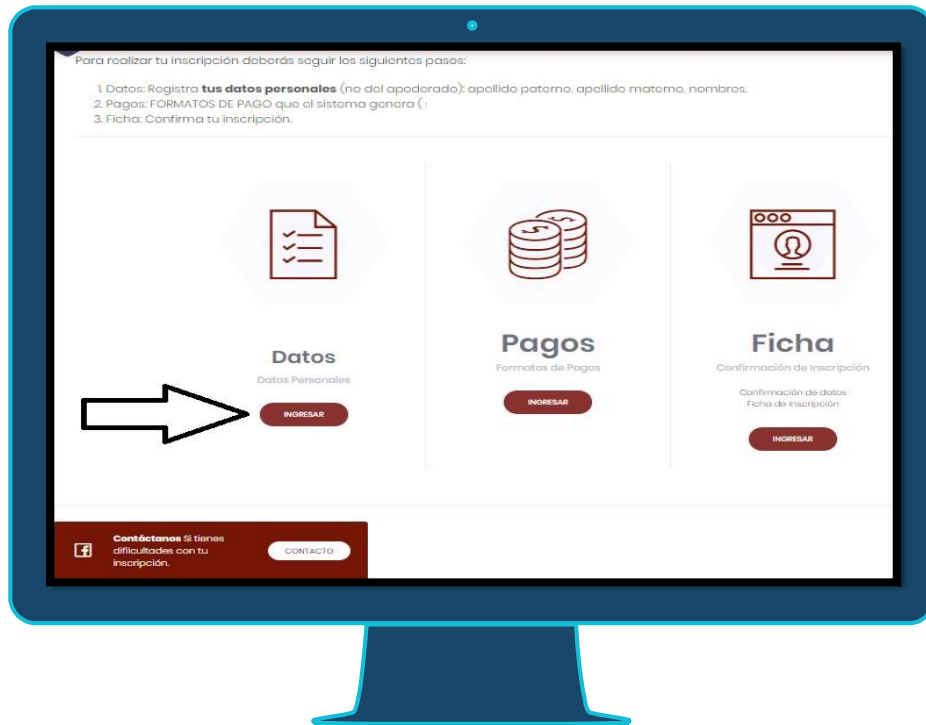 Para realizar tu inscripción deberás seguir los siguientes pasos:
1. Datos: Registra tus datos personales (no del apoderado): apellido paterno, apellido materno, nombres.
2. Pagos: FORMATOS DE PAGO que el sistema genera (
3. Ficha: Confirma tu inscripción.
Datos
Datos Personales
INGRESAR
Pagos
Formatos de Pagos
INGRESAR
Ficha
Confirmación de Inscripción
Confirmación de datos
Ficha de Inscripción
INGRESAR
Contáctanos Si tienes
dificultades con tu
inscripción.
CONTACTO